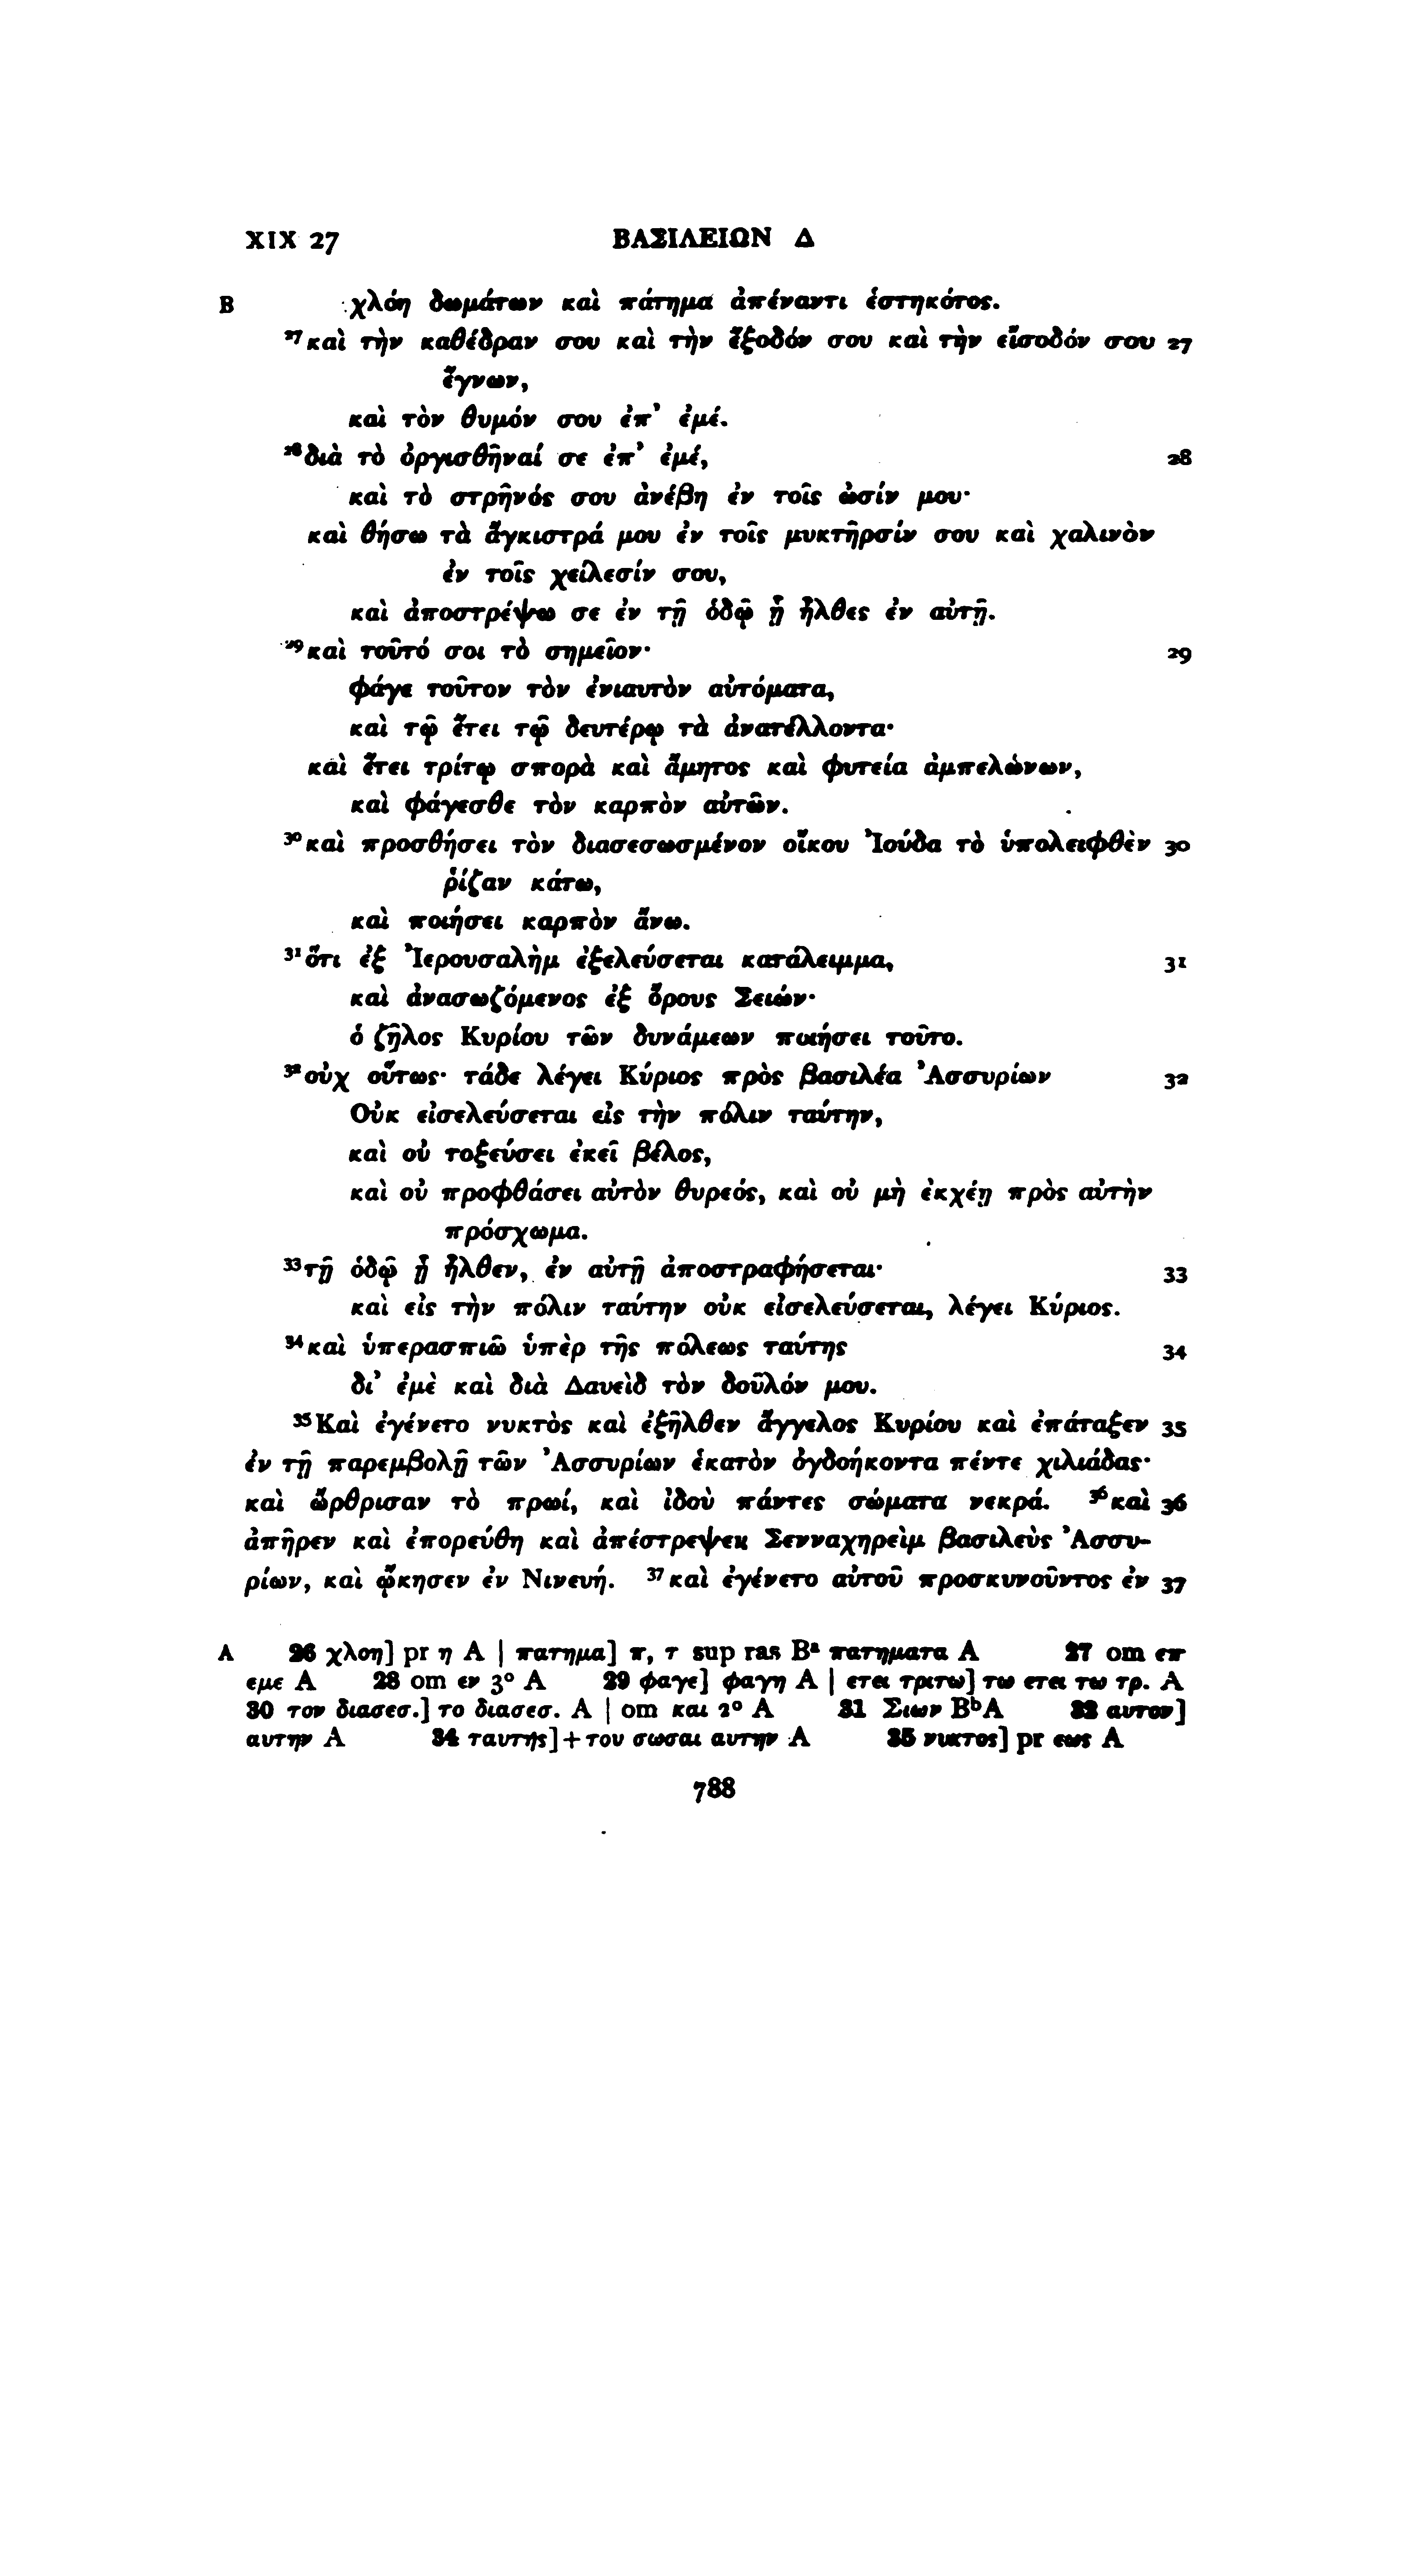 XIX 27 ΒΑΣΙΛΕΙΩΝ Δ
B χλόη δωμάτων καὶ πάτημα ἀπέναντι ἑστηκότος.
27 καὶ τὴν καθέδραν σου καὶ τὴν ἔξοδόν σου καὶ τὴν εἴσοδόν σου 27
ἔγνων,
καὶ τὸν θυμόν σου ἐπ᾽ ἐμέ.
28 διὰ τὸ ὀργισθῆναί σε ἐπ᾽ ἐμέ, 28
καὶ τὸ στρῆνός σου ἀνέβη ἐν τοῖς ὠσίν μου·
καὶ θήσω τὰ ἄγκιστρά μου ἐν τοῖς μυκτῆρσίν σου καὶ χαλινὸν
ἐν τοῖς χείλεσίν σου,
καὶ ἀποστρέψω σε ἐν τῇ ὁδῷ ᾗ ἦλθες ἐν αὐτῇ.
29 καὶ τοῦτό σοι τὸ σημεῖον· 29
φάγε τοῦτον τὸν ἐνιαυτὸν αὐτόματα,
καὶ τῷ ἔτει τῷ δευτέρῳ τὰ ἀνατέλλοντα·
καὶ ἔτει τρίτῳ σπορὰ καὶ ἄμητος καὶ φυτεία ἀμπελώνων,
καὶ φάγεσθε τὸν καρπὸν αὐτῶν.
30 καὶ προσθήσει τὸν διασεσωσμένον οἴκου Ἰούδα τὸ ὑπολειφθὲν 30
ῥίζαν κάτω,
καὶ ποιήσει καρπὸν ἄνω.
31 ὅτι ἐξ Ἰερουσαλὴμ ἐξελεύσεται κατάλειμμα, 31
καὶ ἀνασωζόμενος ἐξ ὄρους Σειών·
ὁ ζῆλος Κυρίου τῶν δυνάμεων ποιήσει τοῦτο.
32 οὐχ οὕτως· τάδε λέγει Κύριος πρὸς βασιλέα Ἀσσυρίων 32
Οὐκ εἰσελεύσεται εἰς τὴν πόλιν ταύτην,
καὶ οὐ τοξεύσει ἐκεῖ βέλος,
καὶ οὐ προφθάσει αὐτὸν θυρεός, καὶ οὐ μὴ ἐκχέῃ πρὸς αὐτὴν
πρόσχωμα.
33 τῇ ὁδῷ ᾗ ἦλθεν, ἐν αὐτῇ ἀποστραφήσεται· 33
καὶ εἰς τὴν πόλιν ταύτην οὐκ εἰσελεύσεται, λέγει Κύριος.
34 καὶ ὑπερασπιῶ ὑπὲρ τῆς πόλεως ταύτης 34
δι᾽ ἐμὲ καὶ διὰ Δαυεὶδ τὸν δοῦλόν μου.
35 Καὶ ἐγένετο νυκτὸς καὶ ἐξῆλθεν ἄγγελος Κυρίου καὶ ἐπάταξεν 35
ἐν τῇ παρεμβολῇ τῶν Ἀσσυρίων ἑκατὸν ὀγδοήκοντα πέντε χιλιάδας·
καὶ ὤρθρισαν τὸ πρωί, καὶ ἰδοὺ πάντες σώματα νεκρά. 36 καὶ 36
ἀπῆρεν καὶ ἐπορεύθη καὶ ἀπέστρεψεν Σενναχηρεὶμ βασιλεὺς Ἀσσυ-
ρίων, καὶ ᾤκησεν ἐν Νινευή. 37 καὶ ἐγένετο αὐτοῦ προσκυνοῦντος ἐν 37
A 26 χλοη] pr η A | πατημα] π, τ sup ras Bᵃ πατηματα A 27 om επ
εμε A 28 om εν 3° A 29 φαγε] φαγη A | ετει τριτω] τω ετει τω τρ. A
30 τον διασεσ.] το διασεσ. A | om και 2° A 31 Σιων BᵇA 32 αυτον]
αυτην A 34 ταυτης]+του σωσαι αυτην A 35 νυκτος] pr εως A
788